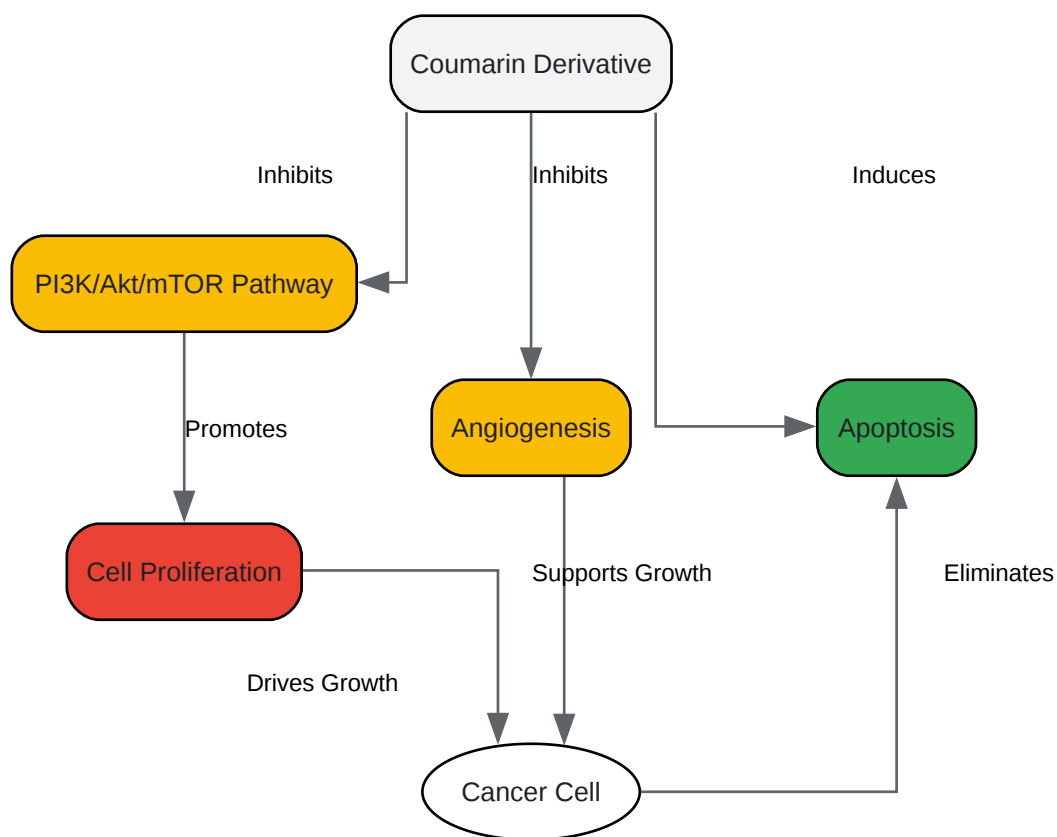 Coumarin Derivative
Inhibits
Inhibits
Induces
PI3K/Akt/mTOR Pathway
Promotes
Angiogenesis
Apoptosis
Cell Proliferation
Supports Growth
Eliminates
Drives Growth
Cancer Cell